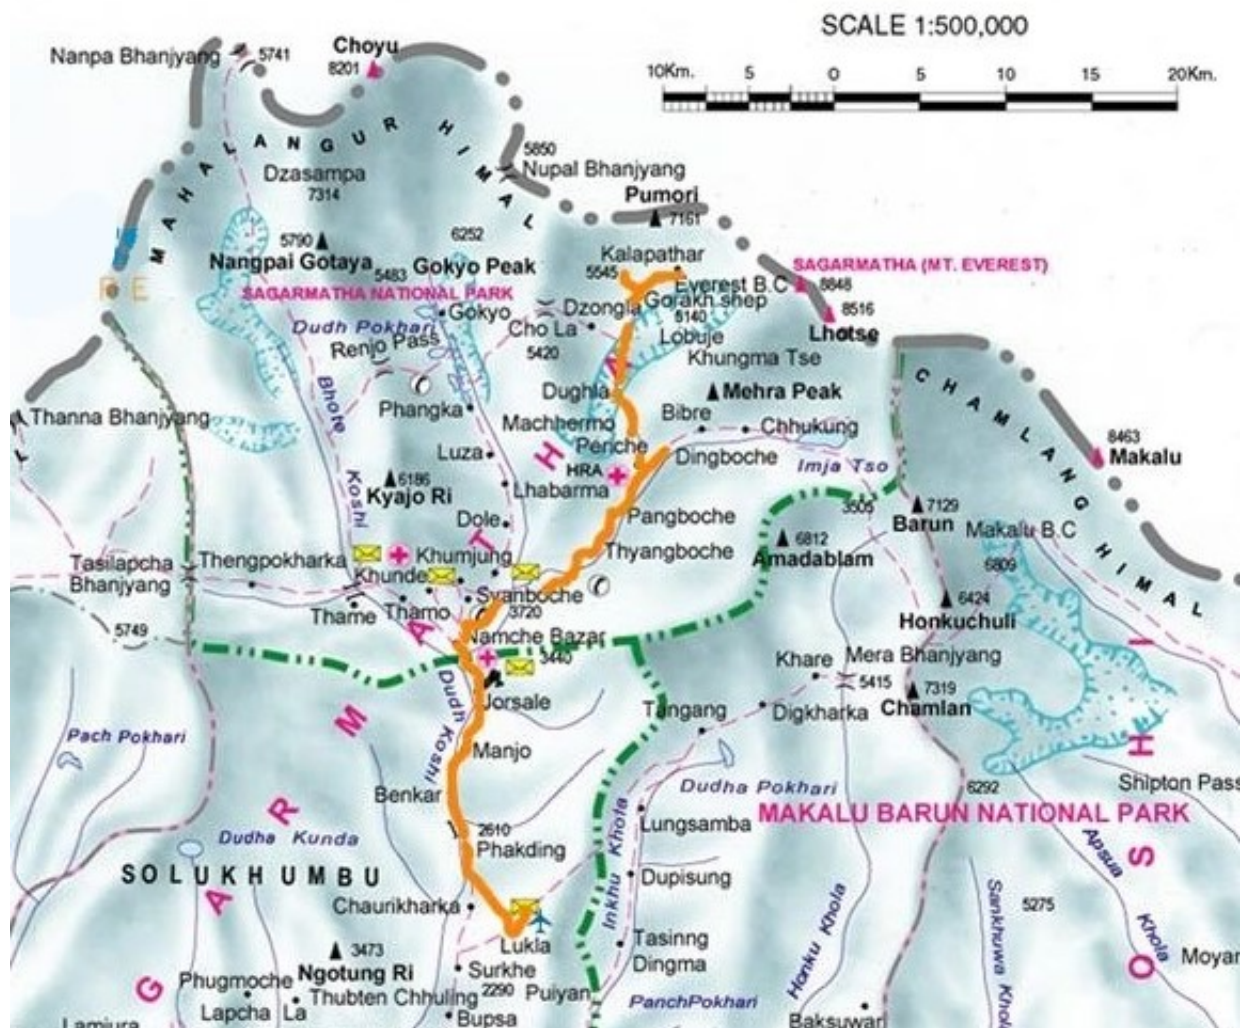 SCALE 1:500,000
10Km. 5 0 5 10 15 20Km.
Nanpa Bhanjyang
5741
Choyu
8201
MAHALANGUR HIMAL
Dzasampa
7314
5850
Nupal Bhanjyang
Pumori
7161
5790
Nangpai Gotaya
6252
5483
Gokyo Peak
Kalapathar
5545
Everest B.C
SAGARMATHA (MT. EVEREST)
8848
8516
Lhotse
SAGARMATHA NATIONAL PARK
Gokyo
Dzongla
Gorakh shep
5140
Dudh Pokhari
Cho La
5420
Lobuje
Renjo Pass
Khungma Tse
Phangka
Dughla
Mehra Peak
CHAMLANG HIMAL
Thanna Bhanjyang
Bhote
Koshi
Machhermo
Bibre
Chhukung
Periche
Luza
HRA
Dingboche
Imja Tso
8463
Makalu
6186
Kyajo Ri
Lhabarma
3505
7129
Barun
Dole
Pangboche
Makalu B.C
Tasilapcha
Bhanjyang
Thengpokharka
Khumjung
Thyangboche
6812
Amadablam
6809
Khunde
Syanboche
Thame
Thamo
3720
6424
Honkuchuli
5749
Namche Bazar
3440
Khare
Mera Bhanjyang
5415
7319
Chamlan
Jorsale
Dudh
Koshi
Tangang
Digkharka
Pach Pokhari
Manjo
Benkar
Dudha Pokhari
6292
Shipton Pass
MAKALU BARUN NATIONAL PARK
Dudha Kunda
2610
Phakding
Lungsamba
Inkhu Khola
Apsua
Khola
SOLUKHUMBU
Dupisung
Chaurikharka
Honku Khola
Sankhuwa Khol
5275
Lukla
Tasinng
Dingma
Moyar
3473
Ngotung Ri
Surkhe
2290
Puiyan
PanchPokhari
Phugmoche
Lapcha La
Thubten Chhuling
Bupsa
Baksuwar
Lamjura
G A R M A T H A
O S H I